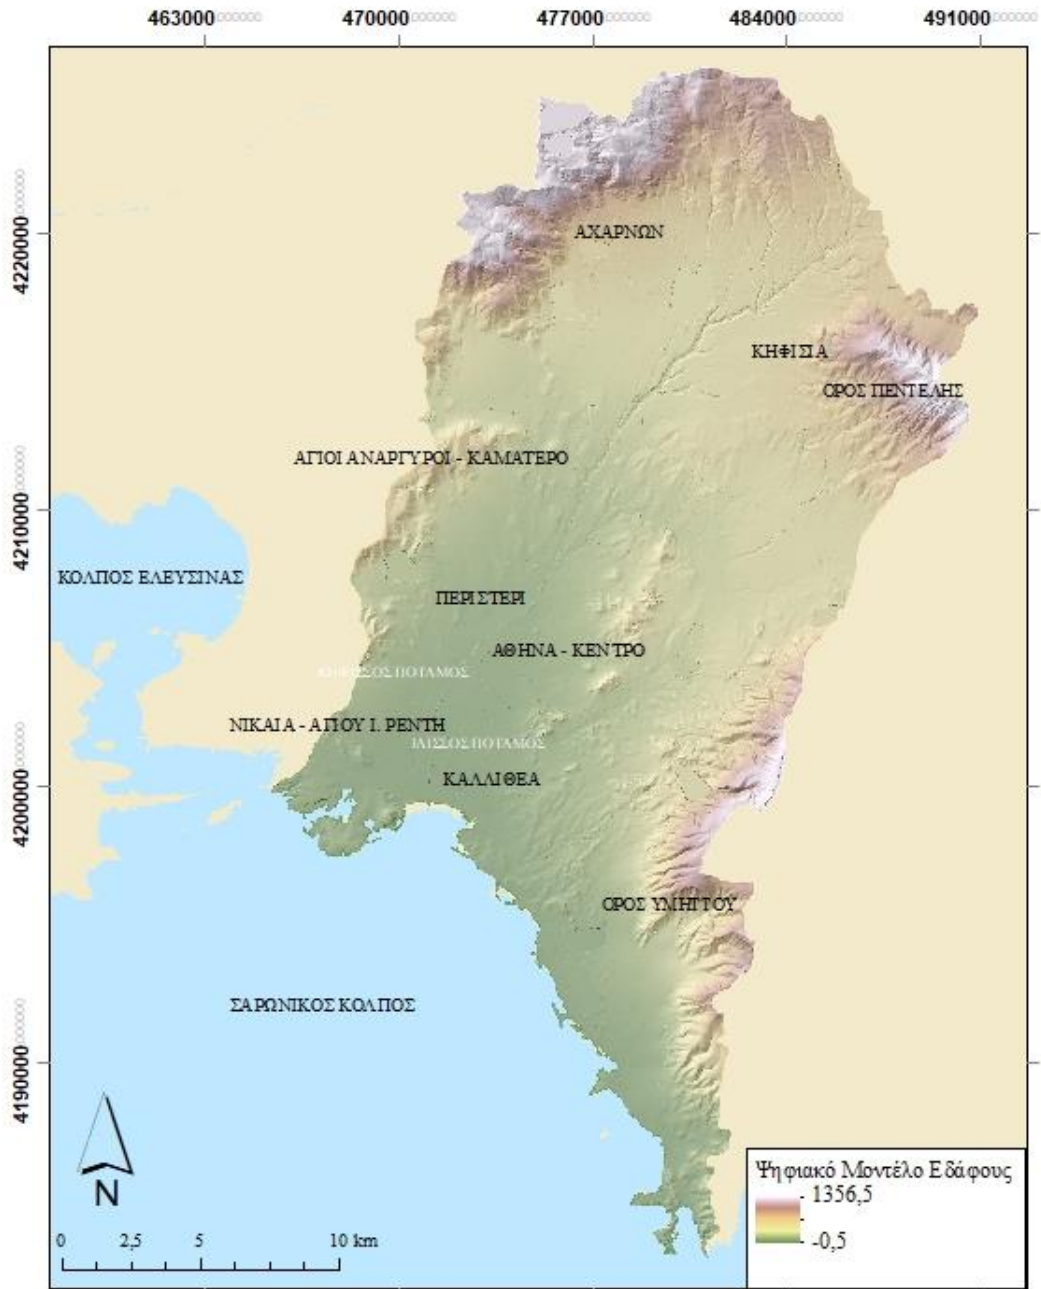 463000 470000 477000 484000 491000
4220000
ΑΧΑΡΝΩΝ
ΚΗΦΙΣΙΑ
ΟΡΟΣ ΠΕΝΤΕΛΗΣ
ΑΓΙΟΙ ΑΝΑΡΓΥΡΟΙ - ΚΑΜΑΤΕΡΟ
4210000
ΚΟΛΠΟΣ ΕΛΕΥΣΙΝΑΣ
ΠΕΡΙΣΤΕΡΙ
ΑΘΗΝΑ - ΚΕΝΤΡΟ
ΚΗΦΙΣΣΟΣ ΠΟΤΑΜΟΣ
ΝΙΚΑΙΑ - ΑΓΙΟΥ Ι. ΡΕΝΤΗ
ΙΛΙΣΣΟΣ ΠΟΤΑΜΟΣ
ΚΑΛΛΙΘΕΑ
4200000
ΟΡΟΣ ΥΜΗΤΤΟΥ
ΣΑΡΩΝΙΚΟΣ ΚΟΛΠΟΣ
4190000
N
0 2,5 5 10 km
Ψηφιακό Μοντέλο Εδάφους
1356,5
-0,5